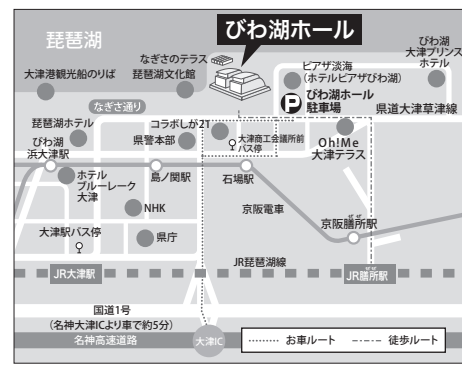 琵琶湖
びわ湖ホール
びわ湖
大津プリンス
ホテル
なぎさのテラス
大津港観光船のりば
琵琶湖文化館
ピアザ淡海
(ホテルピアザびわ湖)
なぎさ通り
P
びわ湖ホール
駐車場
県道大津草津線
琵琶湖ホテル
コラボしが21
県警本部
大津商工会議所前
バス停
Oh!Me
大津テラス
びわ湖
浜大津駅
ホテル
ブルーレーク
大津
島ノ関駅
石場駅
NHK
京阪電車
ぜぜ
京阪膳所駅
大津駅バス停
県庁
JR琵琶湖線
JR大津駅
ぜぜ
JR膳所駅
国道1号
(名神大津ICより車で約5分)
名神高速道路
大津IC
お車ルート
徒歩ルート